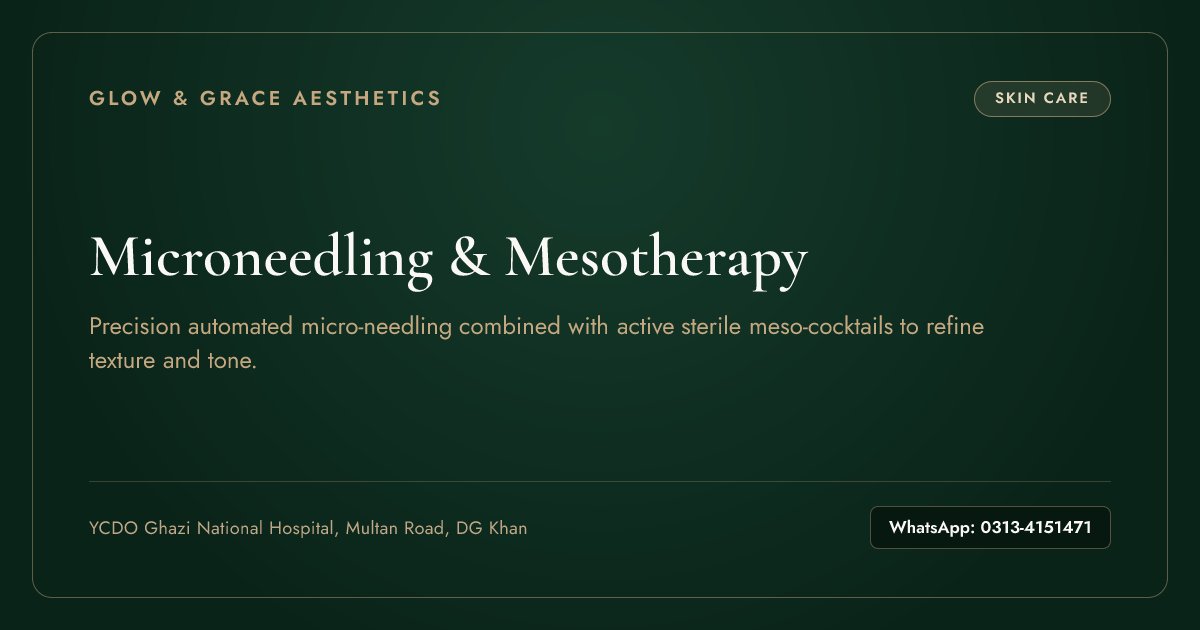 GLOW & GRACE AESTHETICS
SKIN CARE
Microneedling & Mesotherapy
Precision automated micro-needling combined with active sterile meso-cocktails to refine
texture and tone.
YCDO Ghazi National Hospital, Multan Road, DG Khan
WhatsApp: 0313-4151471